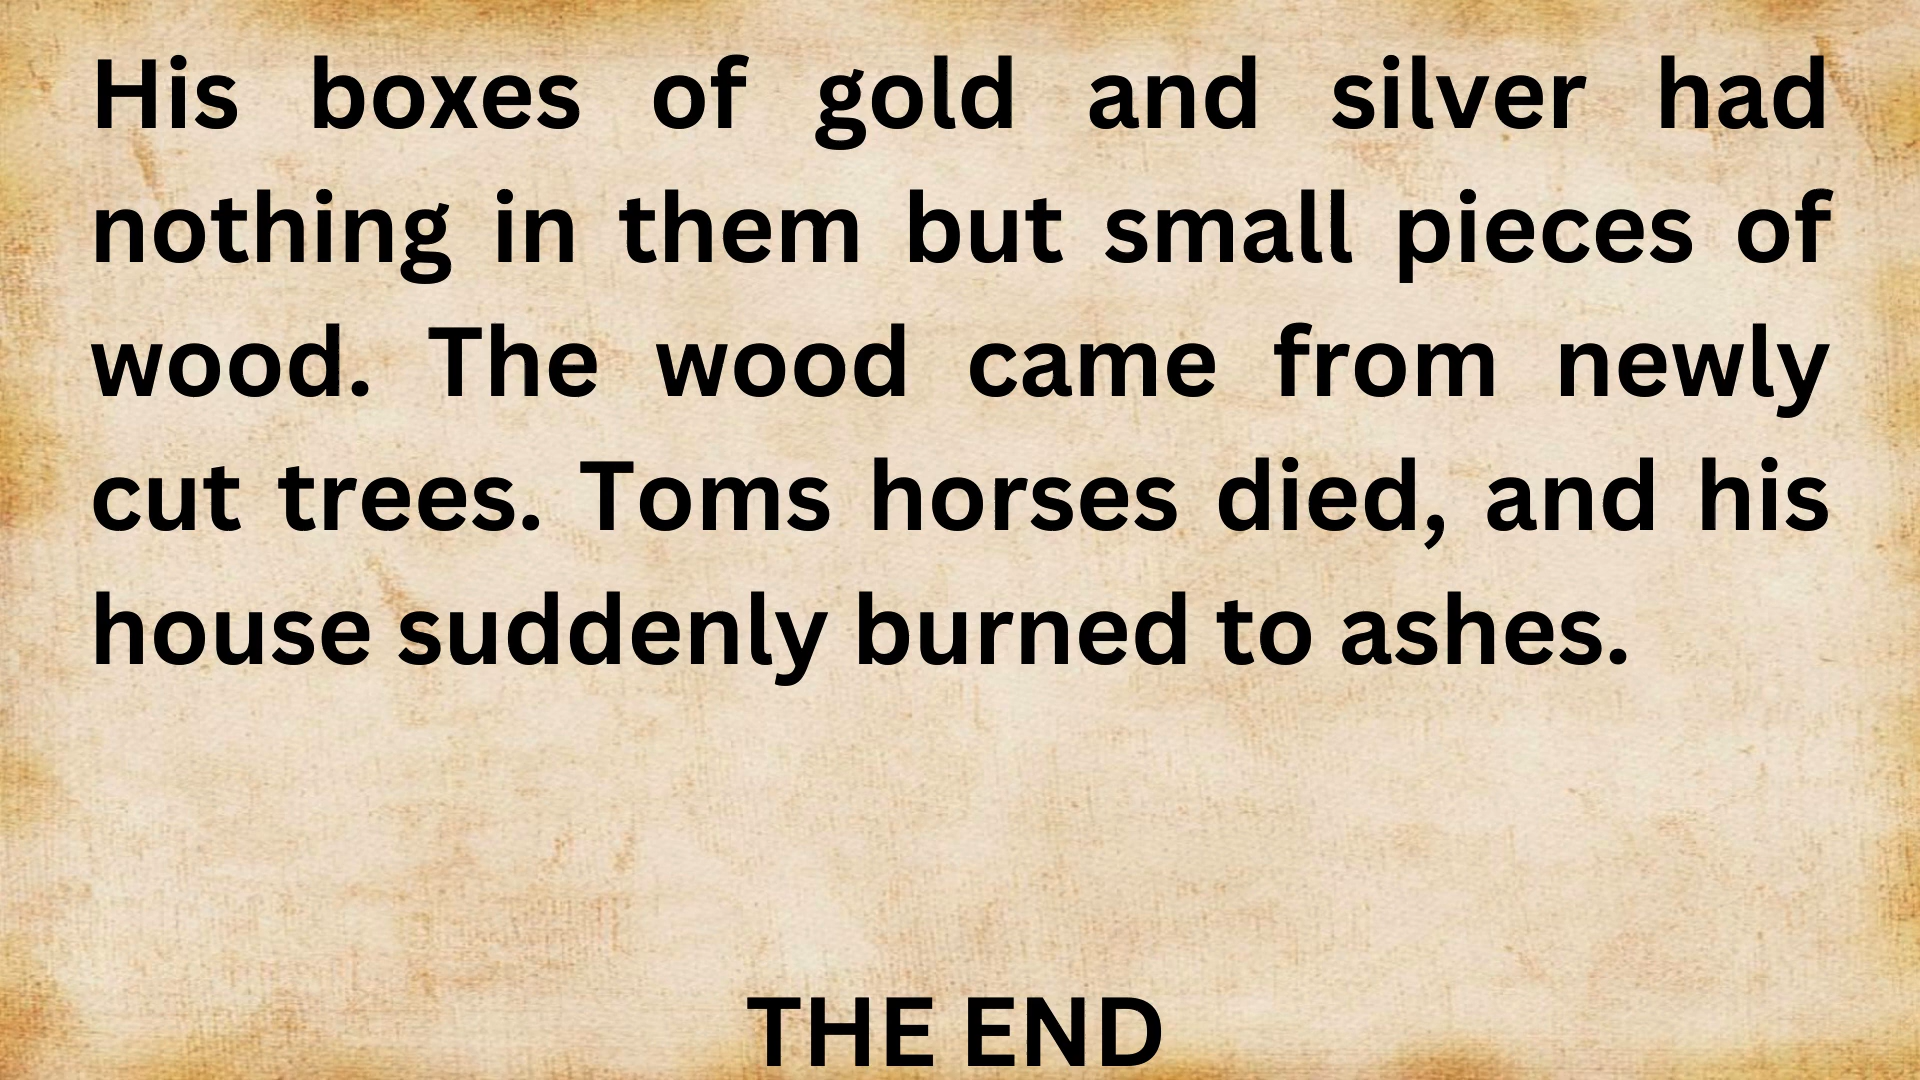 His boxes of gold and silver had
nothing in them but small pieces of
wood. The wood came from newly
cut trees. Toms horses died, and his
house suddenly burned to ashes.
THE END